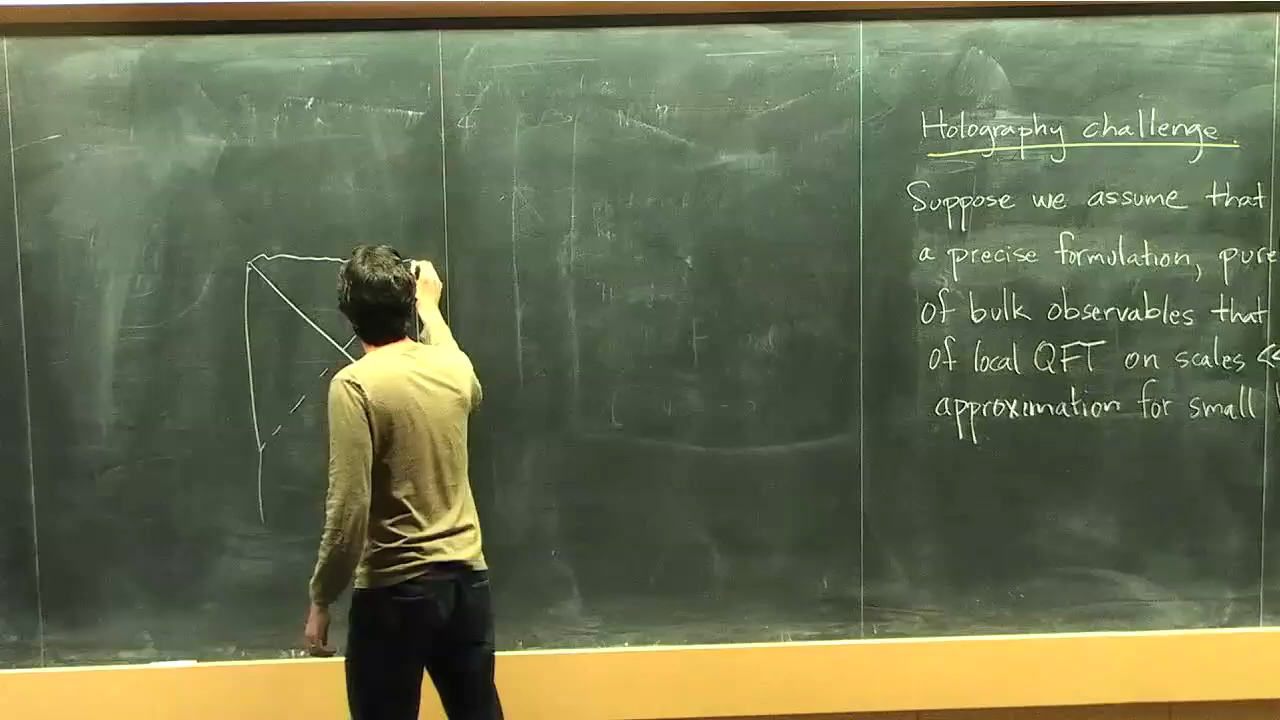 Holography challenge.
Suppose we assume that
a precise formulation, pure
of bulk observables that
of local QFT on scales <<
approximation for small